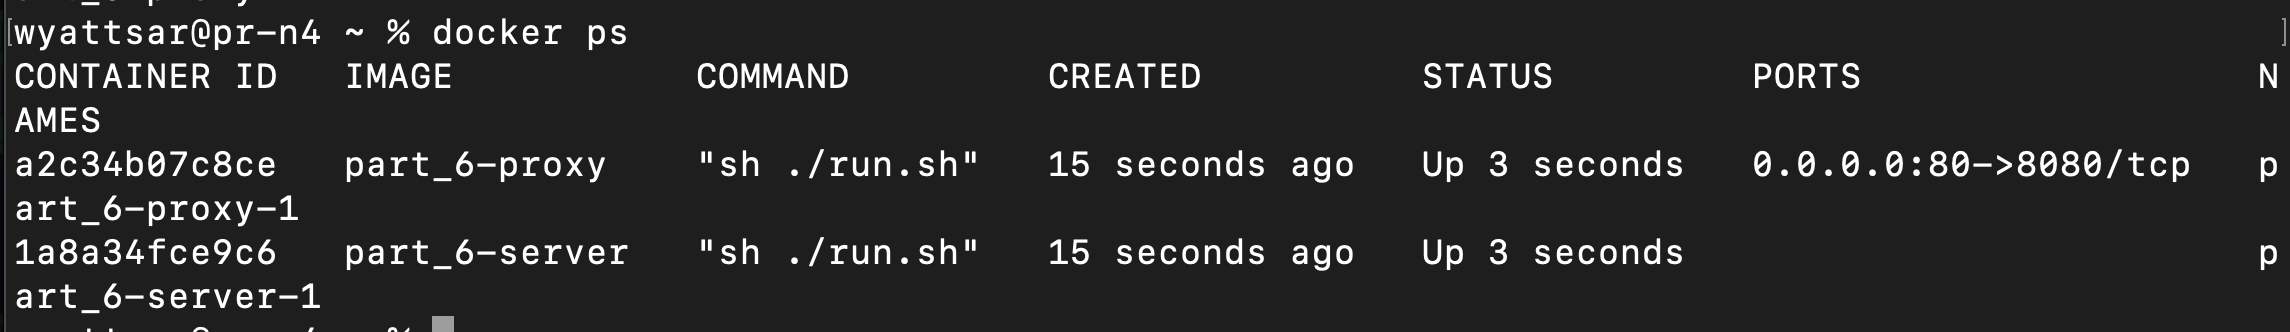 [wyattsar@pr-n4 ~ % docker ps ]
CONTAINER ID   IMAGE           COMMAND         CREATED          STATUS         PORTS                  N
AMES
a2c34b07c8ce   part_6-proxy    "sh ./run.sh"   15 seconds ago   Up 3 seconds   0.0.0.0:80->8080/tcp   p
art_6-proxy-1
1a8a34fce9c6   part_6-server   "sh ./run.sh"   15 seconds ago   Up 3 seconds                          p
art_6-server-1